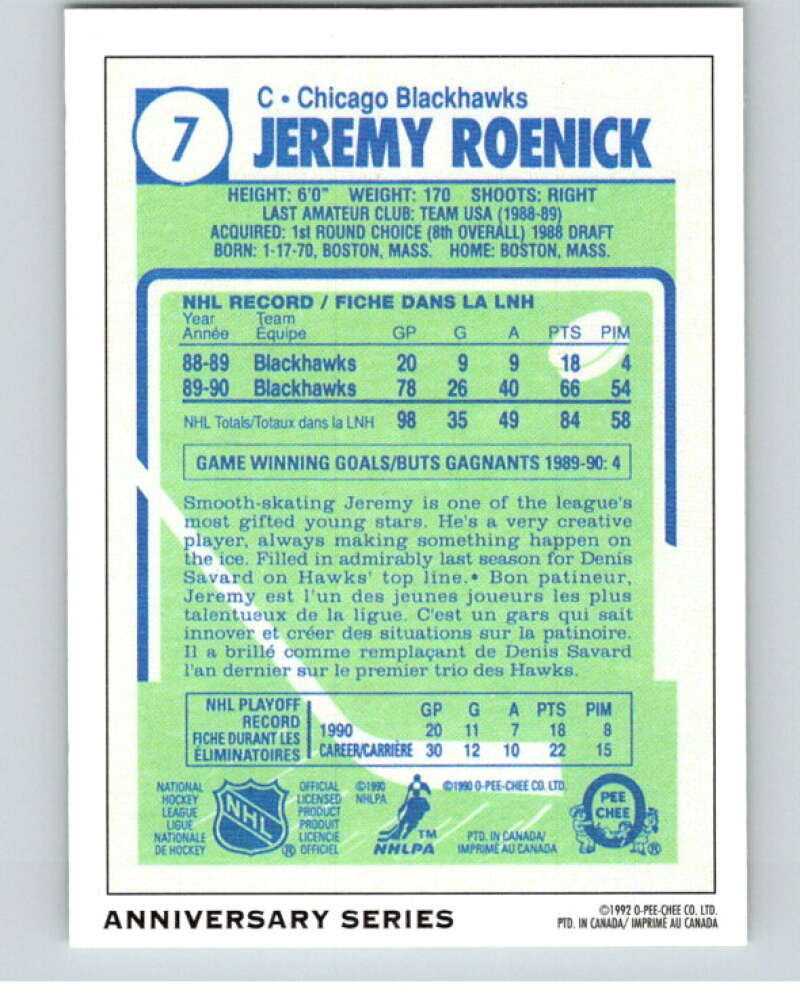 7
C • Chicago Blackhawks
JEREMY ROENICK
HEIGHT: 6'0" WEIGHT: 170 SHOOTS: RIGHT
LAST AMATEUR CLUB: TEAM USA (1988-89)
ACQUIRED: 1st ROUND CHOICE (8th OVERALL) 1988 DRAFT
BORN: 1-17-70, BOSTON, MASS. HOME: BOSTON, MASS.
NHL RECORD / FICHE DANS LA LNH
Year Team
Année Équipe GP G A PTS PIM
88-89 Blackhawks 20 9 9 18 4
89-90 Blackhawks 78 26 40 66 54
NHL Totals/Totaux dans la LNH 98 35 49 84 58
GAME WINNING GOALS/BUTS GAGNANTS 1989-90: 4
Smooth-skating Jeremy is one of the league's
most gifted young stars. He's a very creative
player, always making something happen on
the ice. Filled in admirably last season for Denis
Savard on Hawks' top line.• Bon patineur,
Jeremy est l'un des jeunes joueurs les plus
talentueux de la ligue. C'est un gars qui sait
innover et créer des situations sur la patinoire.
Il a brillé comme remplaçant de Denis Savard
l'an dernier sur le premier trio des Hawks.
NHL PLAYOFF
RECORD
FICHE DURANT LES
ÉLIMINATOIRES
GP G A PTS PIM
1990 20 11 7 18 8
CAREER/CARRIÈRE 30 12 10 22 15
NATIONAL
HOCKEY
LEAGUE
LIGUE
NATIONALE
DE HOCKEY
NHL
®
OFFICIAL
LICENSED
PRODUCT
PRODUIT
LICENCIE
OFFICIEL
©1990
NHLPA
TM
NHLPA
©1990 O-PEE-CHEE CO. LTD.
PTD. IN CANADA/
IMPRIMÉ AU CANADA
O
PEE
CHEE
®
ANNIVERSARY SERIES
©1992 O-PEE-CHEE CO. LTD.
PTD. IN CANADA/ IMPRIMÉ AU CANADA